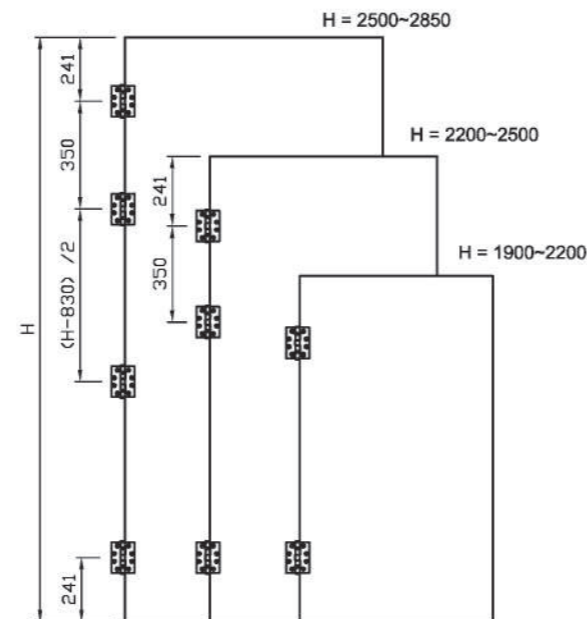 H = 2500~2850
241
350
(H-830) /2
H
241
H = 2200~2500
241
350
H = 1900~2200